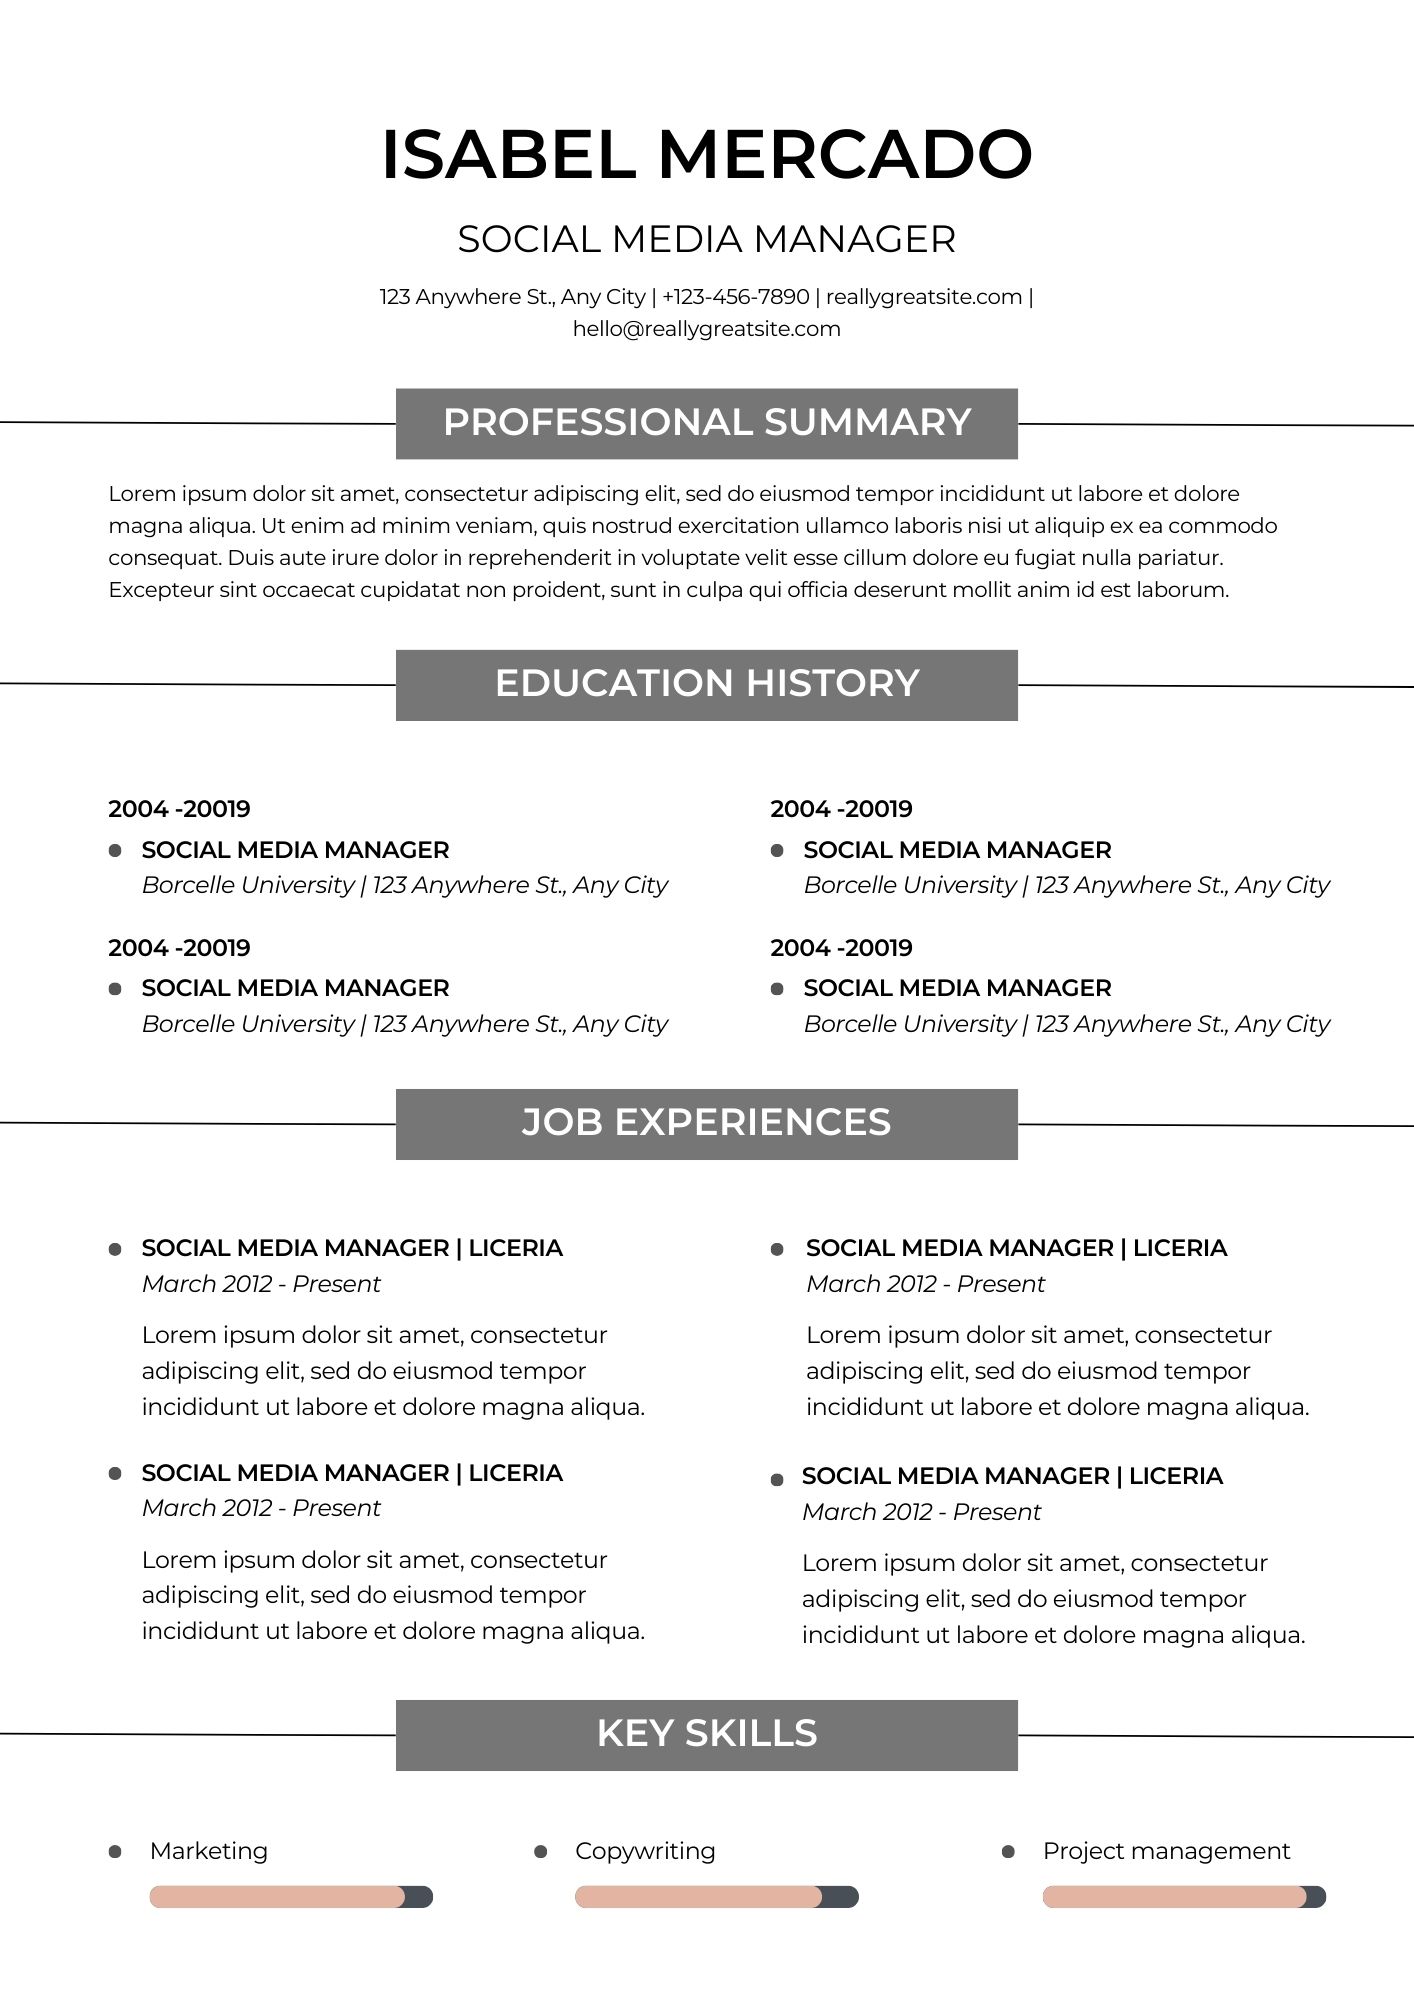 ISABEL MERCADO
SOCIAL MEDIA MANAGER
123 Anywhere St., Any City | +123-456-7890 | reallygreatsite.com |
hello@reallygreatsite.com
PROFESSIONAL SUMMARY
Lorem ipsum dolor sit amet, consectetur adipiscing elit, sed do eiusmod tempor incididunt ut labore et dolore
magna aliqua. Ut enim ad minim veniam, quis nostrud exercitation ullamco laboris nisi ut aliquip ex ea commodo
consequat. Duis aute irure dolor in reprehenderit in voluptate velit esse cillum dolore eu fugiat nulla pariatur.
Excepteur sint occaecat cupidatat non proident, sunt in culpa qui officia deserunt mollit anim id est laborum.
EDUCATION HISTORY
2004 -20019
SOCIAL MEDIA MANAGER
Borcelle University | 123 Anywhere St., Any City
2004 -20019
SOCIAL MEDIA MANAGER
Borcelle University | 123 Anywhere St., Any City
2004 -20019
SOCIAL MEDIA MANAGER
Borcelle University | 123 Anywhere St., Any City
2004 -20019
SOCIAL MEDIA MANAGER
Borcelle University | 123 Anywhere St., Any City
JOB EXPERIENCES
SOCIAL MEDIA MANAGER | LICERIA
March 2012 - Present
Lorem ipsum dolor sit amet, consectetur
adipiscing elit, sed do eiusmod tempor
incididunt ut labore et dolore magna aliqua.
SOCIAL MEDIA MANAGER | LICERIA
March 2012 - Present
Lorem ipsum dolor sit amet, consectetur
adipiscing elit, sed do eiusmod tempor
incididunt ut labore et dolore magna aliqua.
SOCIAL MEDIA MANAGER | LICERIA
March 2012 - Present
Lorem ipsum dolor sit amet, consectetur
adipiscing elit, sed do eiusmod tempor
incididunt ut labore et dolore magna aliqua.
SOCIAL MEDIA MANAGER | LICERIA
March 2012 - Present
Lorem ipsum dolor sit amet, consectetur
adipiscing elit, sed do eiusmod tempor
incididunt ut labore et dolore magna aliqua.
KEY SKILLS
Marketing
Copywriting
Project management